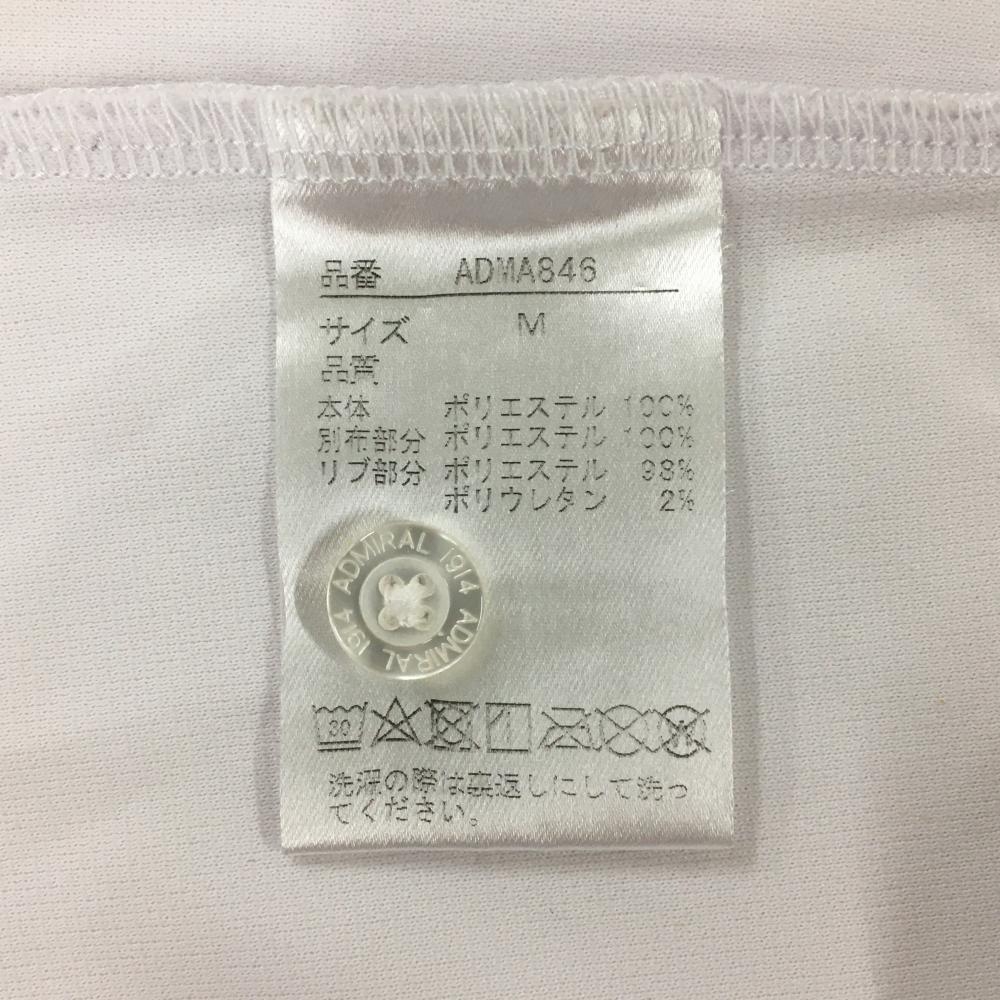 品番 ADMA846
サイズ M
品質
本体 ポリエステル 100%
別布部分 ポリエステル 100%
リブ部分 ポリエステル 98%
ポリウレタン 2%
ADMIRAL 1914 ADMIRAL 1914
30
洗濯の際は裏返しにして洗っ
てください。